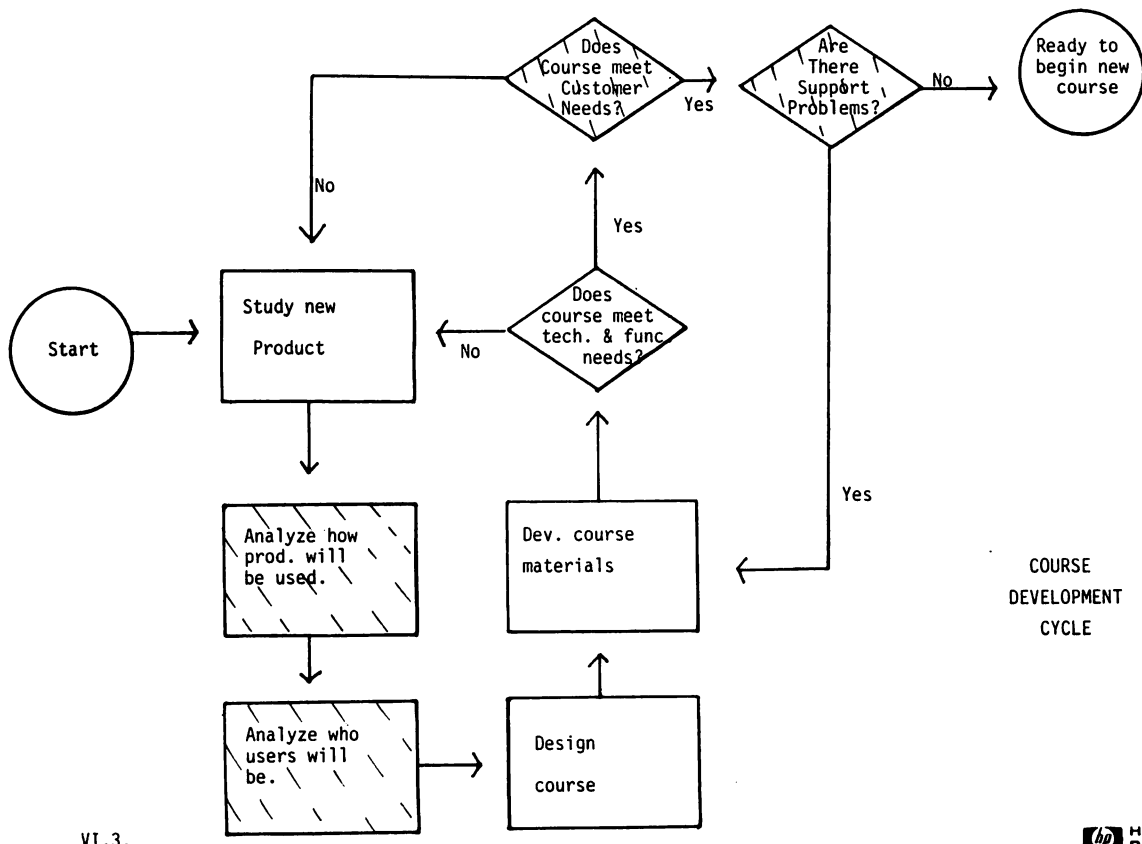 Does
Course meet
Customer
Needs?
Yes
Are
There
Support
Problems?
No
Ready to
begin new
course
No
Yes
Start
Study new
Product
No
Does
course meet
tech. & func.
needs?
Analyze how
prod. will
be used.
Dev. course
materials
Yes
COURSE
DEVELOPMENT
CYCLE
Analyze who
users will
be.
Design
course
VI.3.
hp